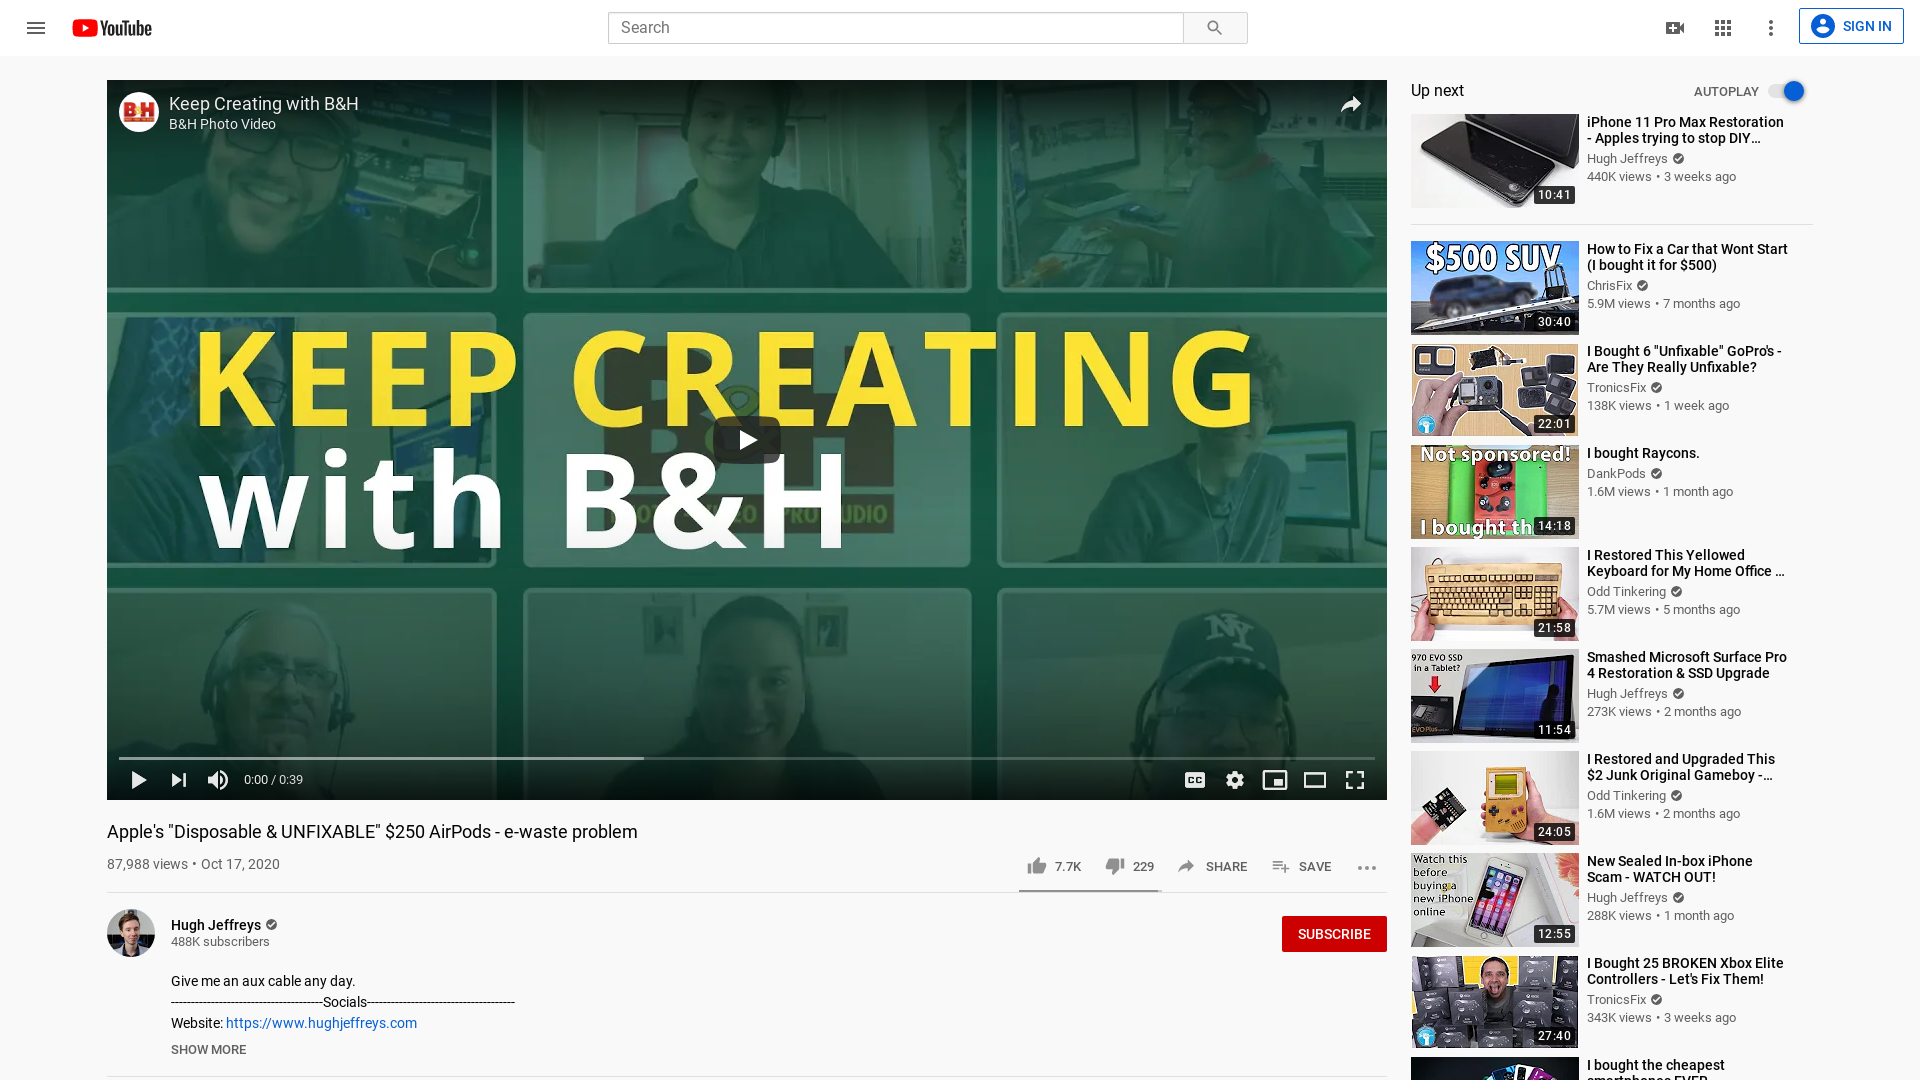 YouTube
Search
SIGN IN
B&H
Keep Creating with B&H
B&H Photo Video
KEEP CREATING
with B&H
0:00 / 0:39
CC
Apple's "Disposable & UNFIXABLE" $250 AirPods - e-waste problem
87,988 views • Oct 17, 2020
7.7K
229
SHARE
SAVE
Hugh Jeffreys
488K subscribers
SUBSCRIBE
Give me an aux cable any day.
--------------------------------------Socials-------------------------------------
Website: https://www.hughjeffreys.com
SHOW MORE
Up next
AUTOPLAY
10:41
iPhone 11 Pro Max Restoration
- Apples trying to stop DIY…
Hugh Jeffreys
440K views • 3 weeks ago
$500 SUV
30:40
How to Fix a Car that Wont Start
(I bought it for $500)
ChrisFix
5.9M views • 7 months ago
22:01
I Bought 6 "Unfixable" GoPro's -
Are They Really Unfixable?
TronicsFix
138K views • 1 week ago
Not sponsored!
I bought th
14:18
I bought Raycons.
DankPods
1.6M views • 1 month ago
21:58
I Restored This Yellowed
Keyboard for My Home Office …
Odd Tinkering
5.7M views • 5 months ago
970 EVO SSD
in a Tablet?
11:54
Smashed Microsoft Surface Pro
4 Restoration & SSD Upgrade
Hugh Jeffreys
273K views • 2 months ago
24:05
I Restored and Upgraded This
$2 Junk Original Gameboy -…
Odd Tinkering
1.6M views • 2 months ago
Watch this
before
buying a
new iPhone
online
12:55
New Sealed In-box iPhone
Scam - WATCH OUT!
Hugh Jeffreys
288K views • 1 month ago
27:40
I Bought 25 BROKEN Xbox Elite
Controllers - Let's Fix Them!
TronicsFix
343K views • 3 weeks ago
I bought the cheapest
smartphones EVER